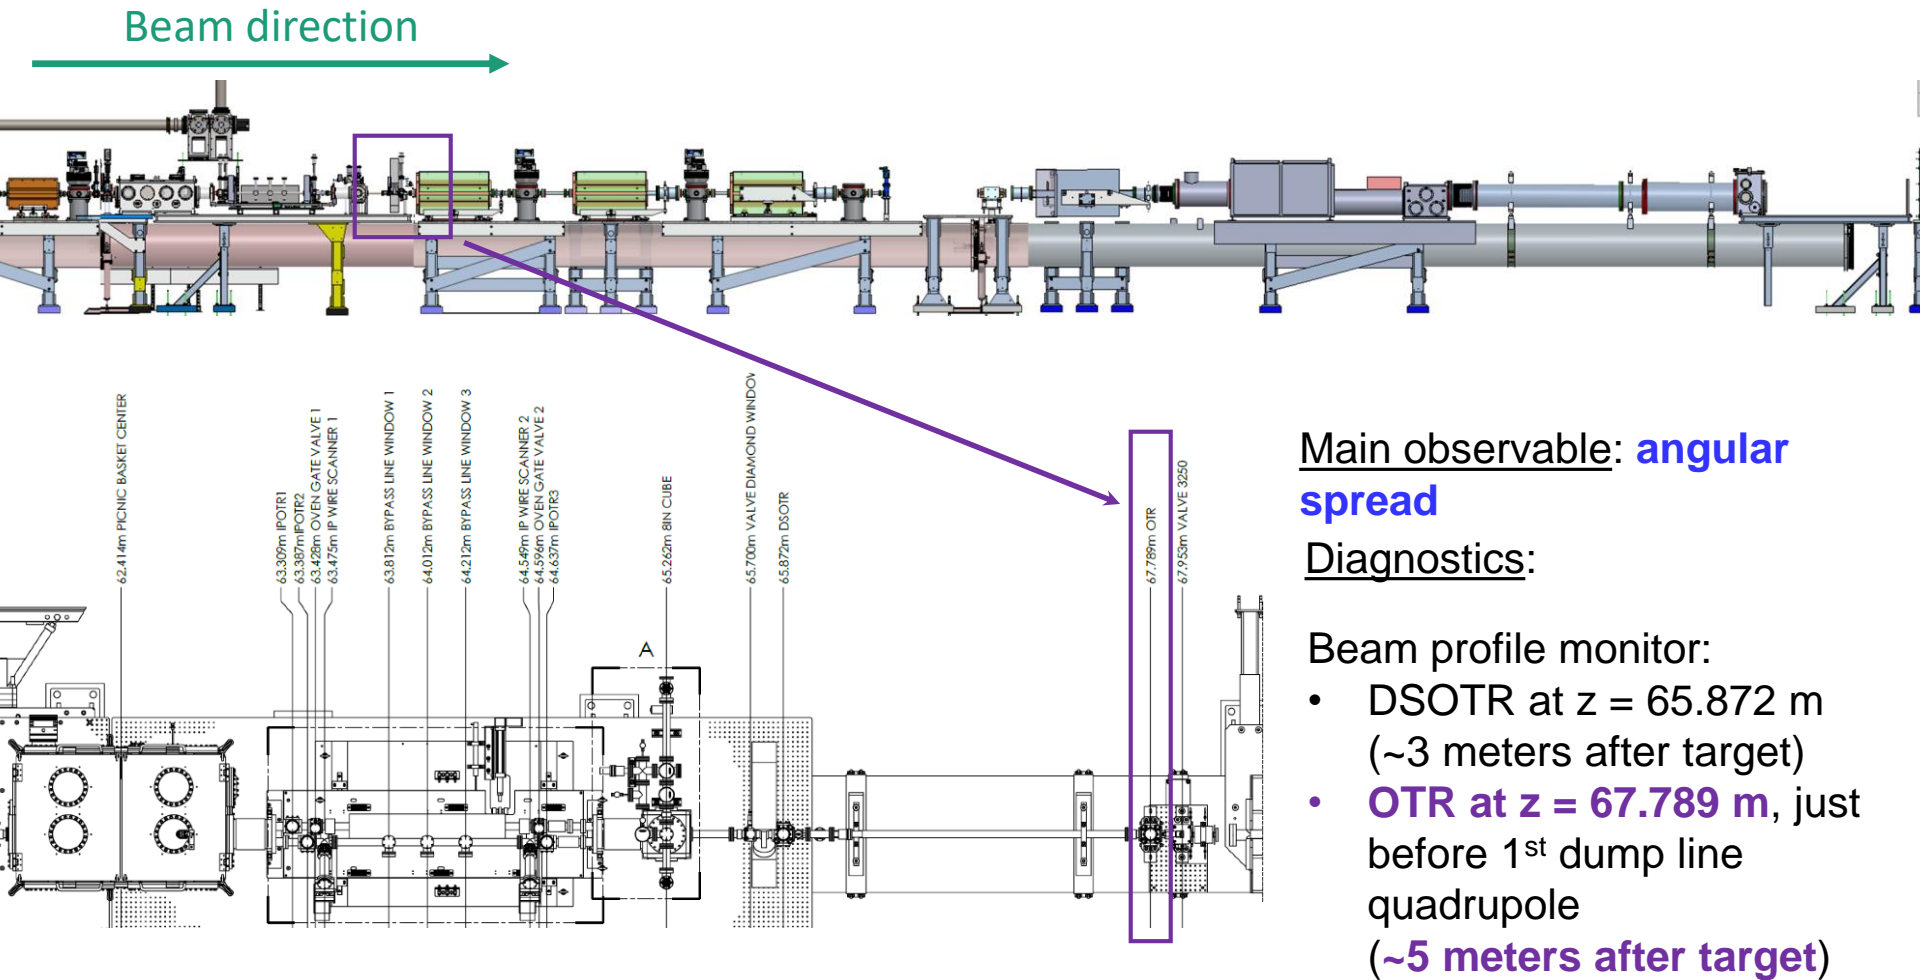 Beam direction
62.414m PICNIC BASKET CENTER
63.309m IPOTR1
63.387m IPOTR2
63.428m OVEN GATE VALVE 1
63.475m IP WIRE SCANNER 1
63.812m BYPASS LINE WINDOW 1
64.012m BYPASS LINE WINDOW 2
64.212m BYPASS LINE WINDOW 3
64.549m IP WIRE SCANNER 2
64.596m OVEN GATE VALVE 2
64.637m IPOTR3
65.262m 8IN CUBE
65.700m VALVE DIAMOND WINDOW
65.872m DSOTR
67.789m OTR
67.953m VALVE 3250
A
Main observable: angular
spread
Diagnostics:
Beam profile monitor:
• DSOTR at z = 65.872 m
(~3 meters after target)
• OTR at z = 67.789 m, just
before 1st dump line
quadrupole
(~5 meters after target)